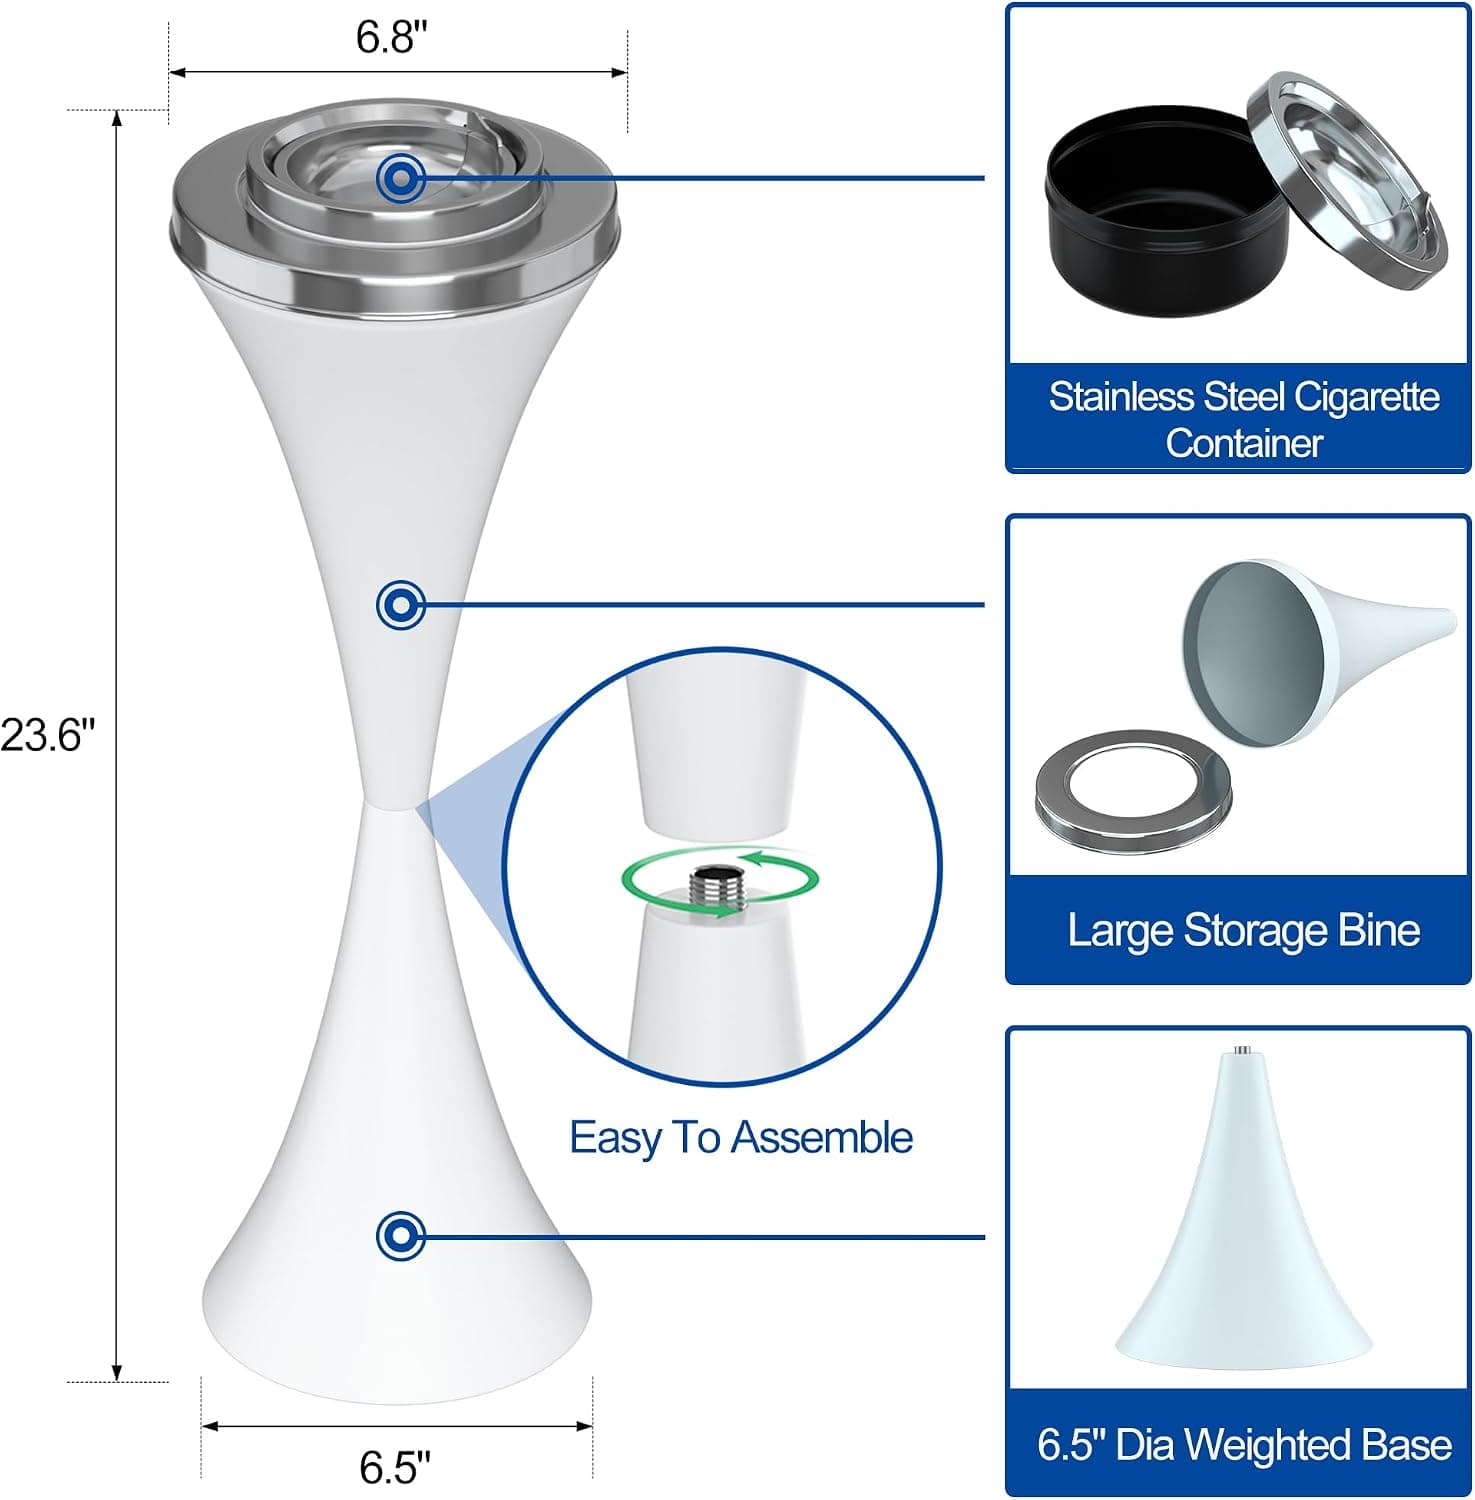 6.8"
23.6"
Stainless Steel Cigarette
Container
Large Storage Bine
Easy To Assemble
6.5" Dia Weighted Base
6.5"